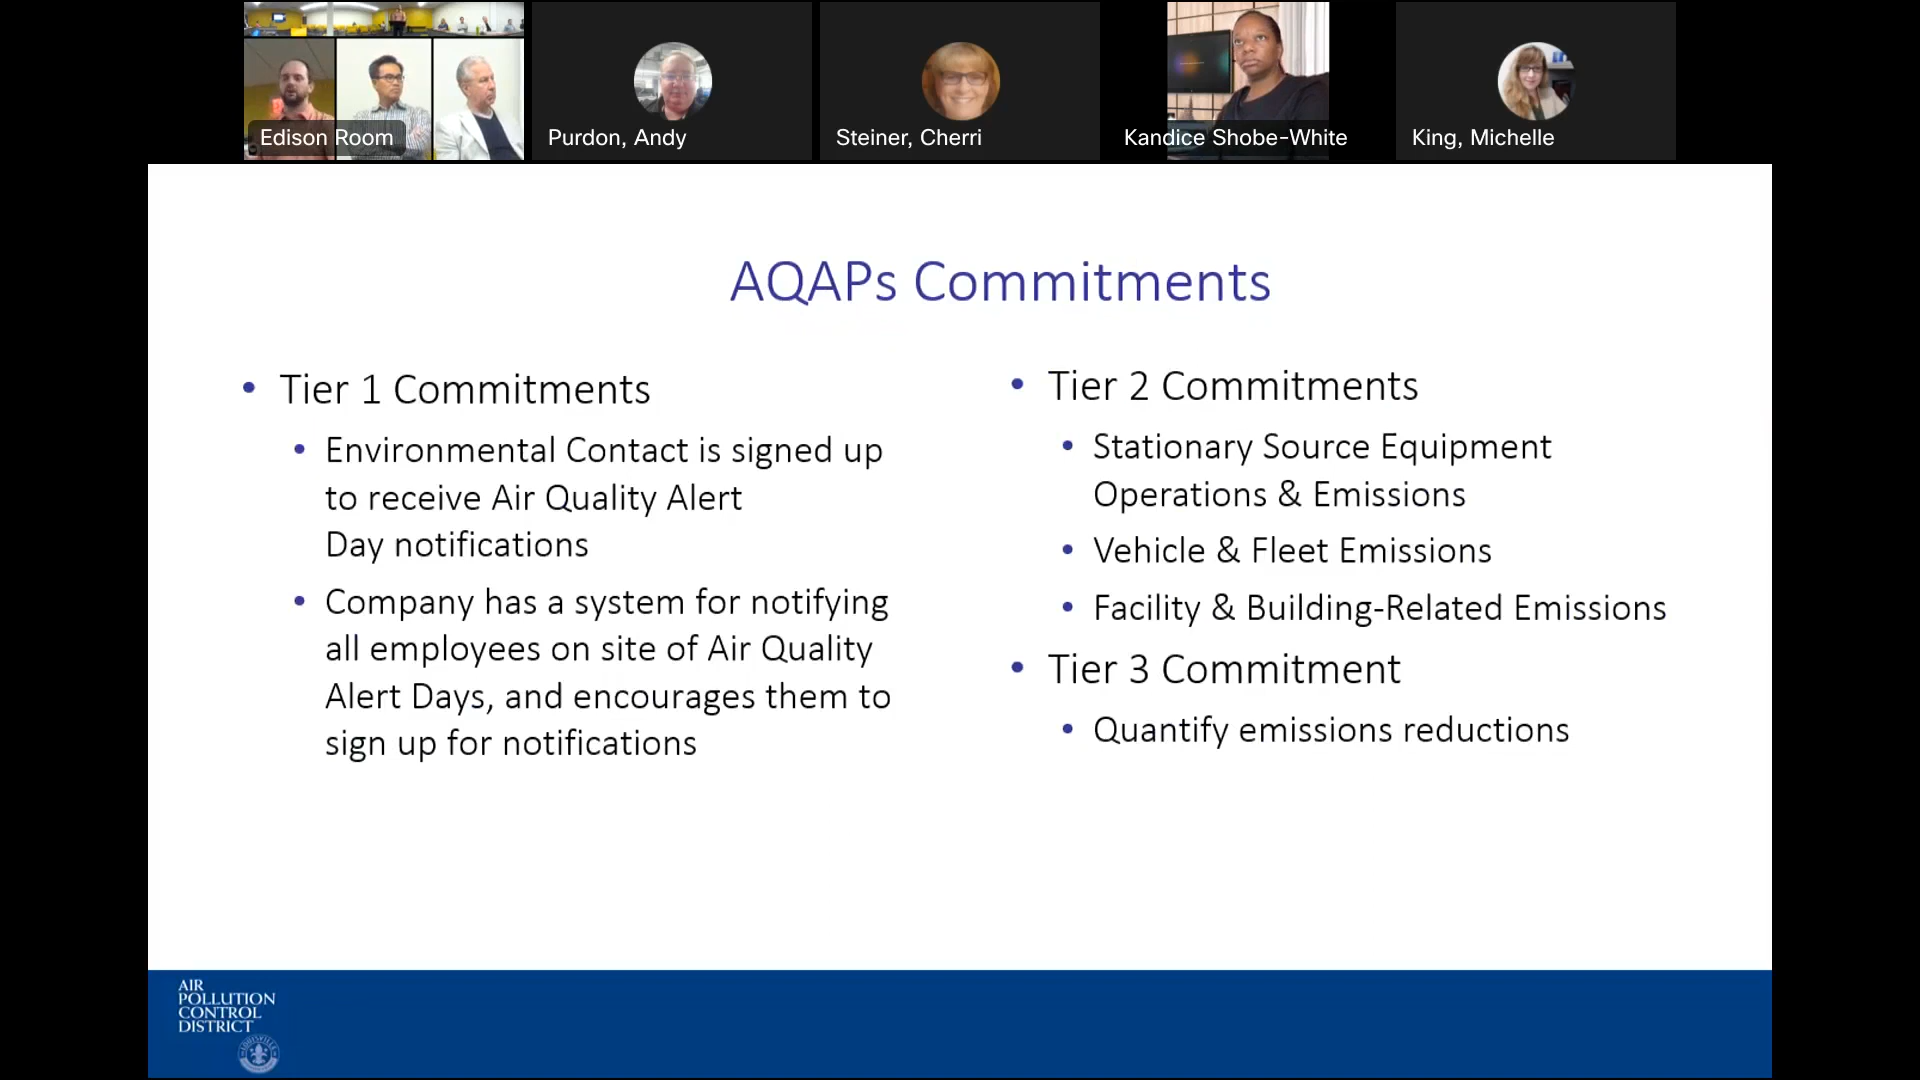 Edison Room
Purdon, Andy
Steiner, Cherri
Kandice Shobe-White
King, Michelle
AQAPs Commitments
• Tier 1 Commitments
• Environmental Contact is signed up
to receive Air Quality Alert
Day notifications
• Company has a system for notifying
all employees on site of Air Quality
Alert Days, and encourages them to
sign up for notifications
• Tier 2 Commitments
• Stationary Source Equipment
Operations & Emissions
• Vehicle & Fleet Emissions
• Facility & Building-Related Emissions
• Tier 3 Commitment
• Quantify emissions reductions
AIR
POLLUTION
CONTROL
DISTRICT
LOUISVILLE